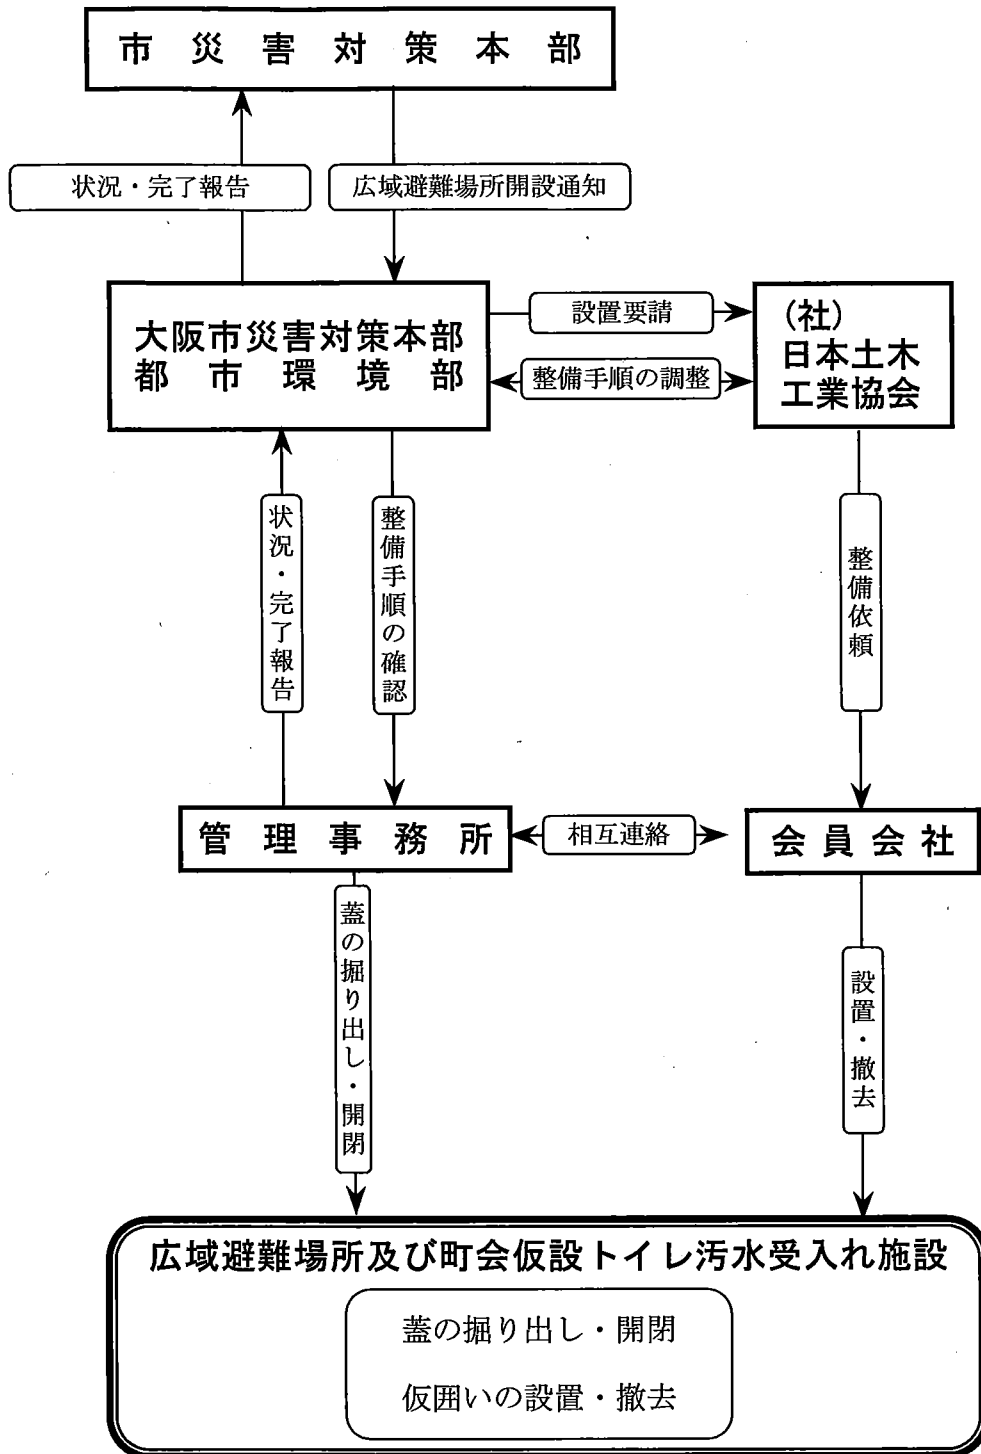 市災害対策本部
状況・完了報告
広域避難場所開設通知
大阪市災害対策本部
都市環境部
設置要請
整備手順の調整
(社)
日本土木
工業協会
状況・完了報告
整備手順の確認
整備依頼
管理事務所
相互連絡
会員会社
蓋の掘り出し・開閉
設置・撤去
広域避難場所及び町会仮設トイレ汚水受入れ施設
蓋の掘り出し・開閉
仮囲いの設置・撤去